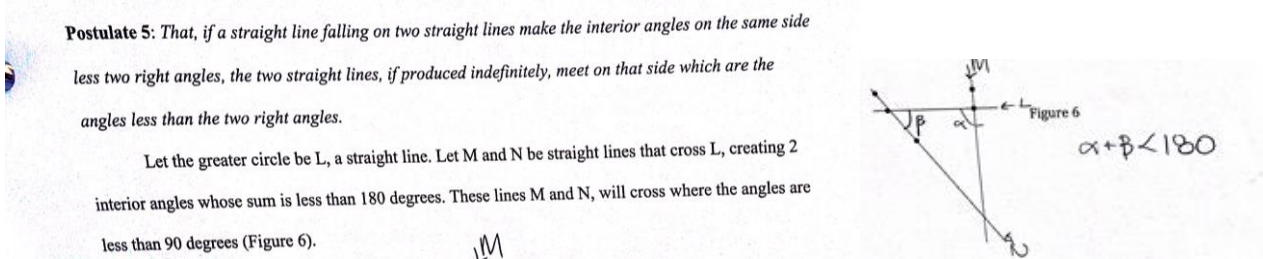 Postulate 5: That, if a straight line falling on two straight lines make the interior angles on the same side
less two right angles, the two straight lines, if produced indefinitely, meet on that side which are the
angles less than the two right angles.
Let the greater circle be L, a straight line. Let M and N be straight lines that cross L, creating 2
interior angles whose sum is less than 180 degrees. These lines M and N, will cross where the angles are
less than 90 degrees (Figure 6).
M
M
L
Figure 6
β α
α+β<180
N